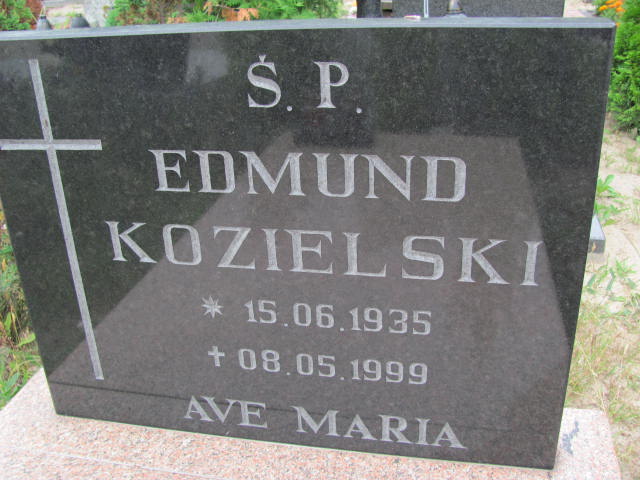 Ś. P.
EDMUND
KOZIELSKI
* 15.06.1935
✝ 08.05.1999
AVE MARIA